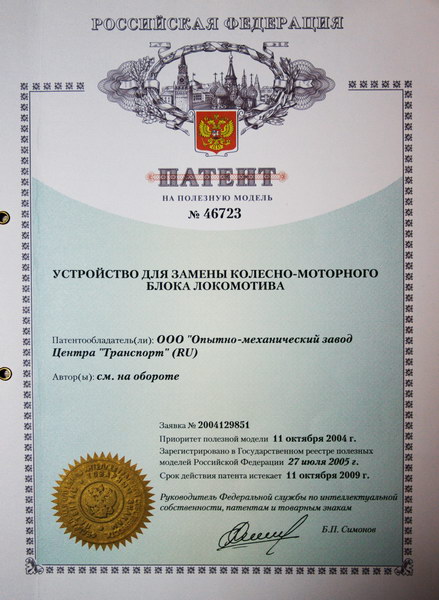 РОССИЙСКАЯ ФЕДЕРАЦИЯ
ПАТЕНТ
НА ПОЛЕЗНУЮ МОДЕЛЬ
№ 46723
УСТРОЙСТВО ДЛЯ ЗАМЕНЫ КОЛЕСНО-МОТОРНОГО
БЛОКА ЛОКОМОТИВА
Патентообладатель(ли): ООО "Опытно-механический завод
Центра "Транспорт" (RU)
Автор(ы): см. на обороте
Заявка № 2004129851
Приоритет полезной модели 11 октября 2004 г.
Зарегистрировано в Государственном реестре полезных
моделей Российской Федерации 27 июля 2005 г.
Срок действия патента истекает 11 октября 2009 г.
Руководитель Федеральной службы по интеллектуальной
собственности, патентам и товарным знакам
Б.П. Симонов